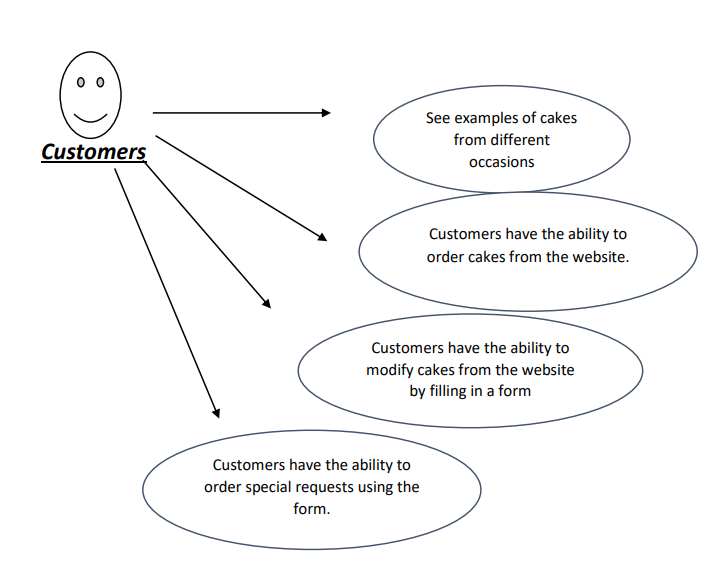 Customers
See examples of cakes
from different
occasions
Customers have the ability to
order cakes from the website.
Customers have the ability to
modify cakes from the website
by filling in a form
Customers have the ability to
order special requests using the
form.